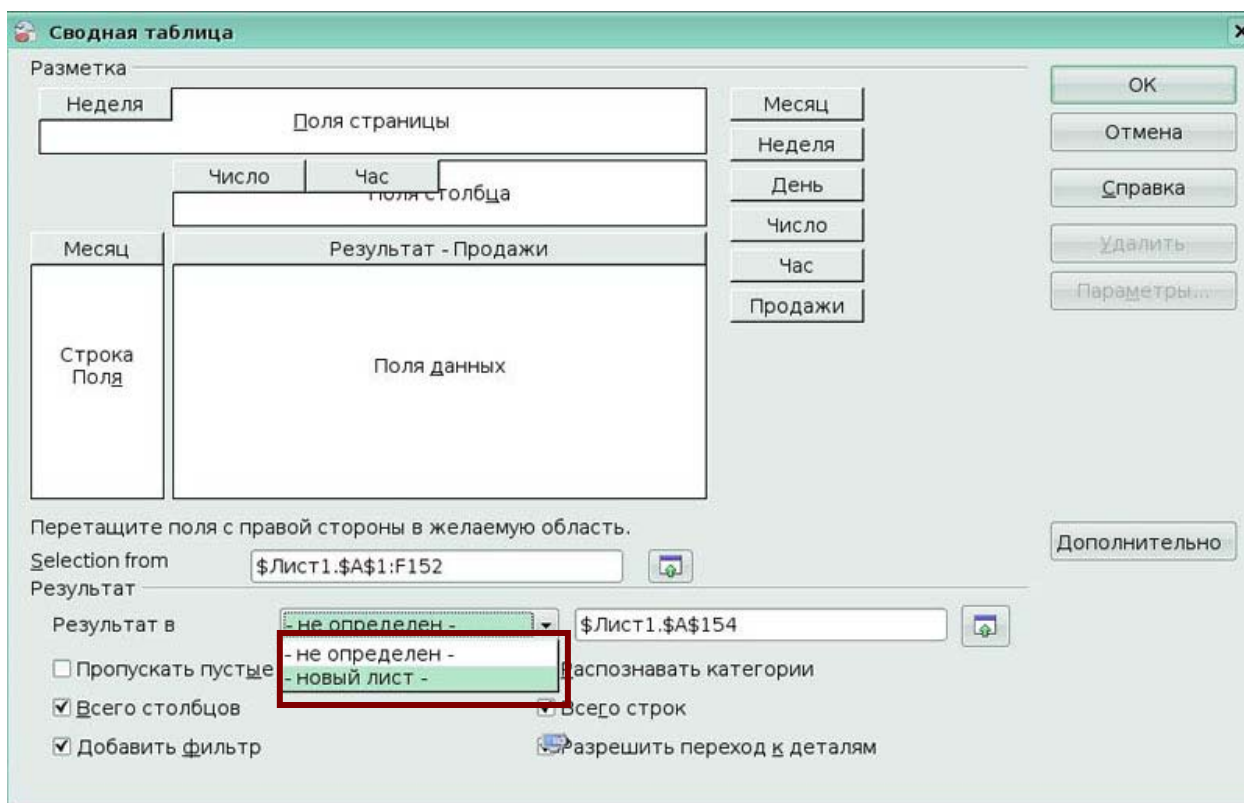 Сводная таблица
Разметка
Неделя
Поля страницы
Число
Час
Поля столбца
Месяц
Результат - Продажи
Строка
Поля
Поля данных
Месяц
Неделя
День
Число
Час
Продажи
OK
Отмена
Справка
Удалить
Параметры...
Дополнительно
Перетащите поля с правой стороны в желаемую область.
Selection from
$Лист1.$A$1:F152
Результат
Результат в
- не определен -
$Лист1.$A$154
- не определен -
- новый лист -
Пропускать пустые
Распознавать категории
Всего столбцов
Всего строк
Добавить фильтр
Разрешить переход к деталям